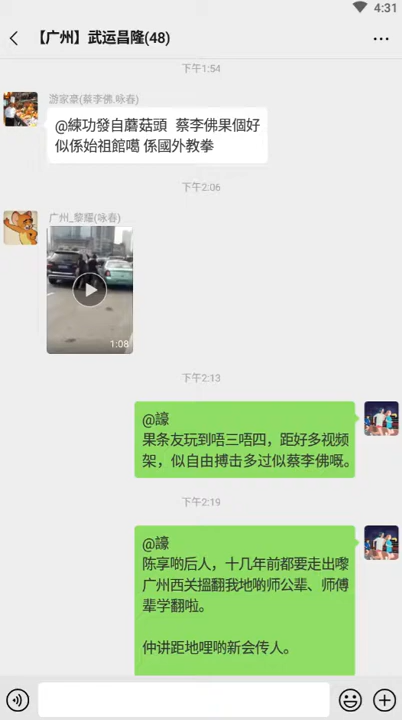 4:31
【广州】武运昌隆(48)
下午1:54
游家豪(蔡李佛.咏春)
@練功發自蘑菇頭 蔡李佛果個好
似係始祖館噶 係國外教拳
下午2:06
广州_黎耀(咏春)
1:08
下午2:13
@譹
果条友玩到唔三唔四，距好多视频
架，似自由搏击多过似蔡李佛嘅。
下午2:19
@譹
陈享啲后人，十几年前都要走出嚟
广州西关搵翻我地啲师公辈、师傅
辈学翻啦。
仲讲距地哩啲新会传人。